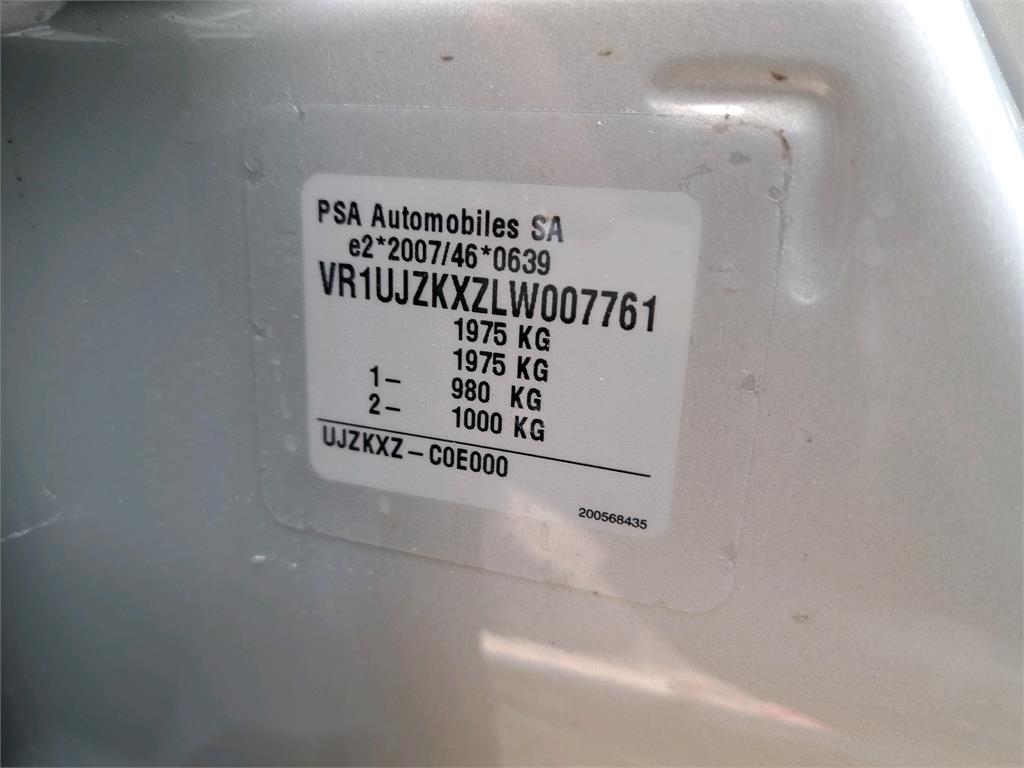 PSA Automobiles SA
e2*2007/46*0639
VR1UJZKXZLW007761
1975 KG
1975 KG
1– 980 KG
2– 1000 KG
UJZKXZ – C0E000
200568435